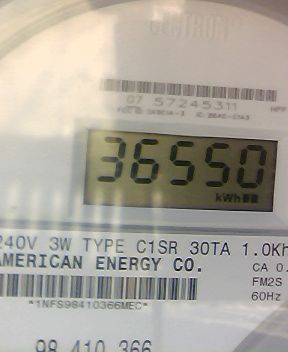 CENTRON
07 57245311
36550
kWh
240V 3W TYPE C1SR 30TA 1.0Kh
AMERICAN ENERGY CO.
CA 0.
FM2S
60Hz
*1NFS98410366MEC*
98 410 366